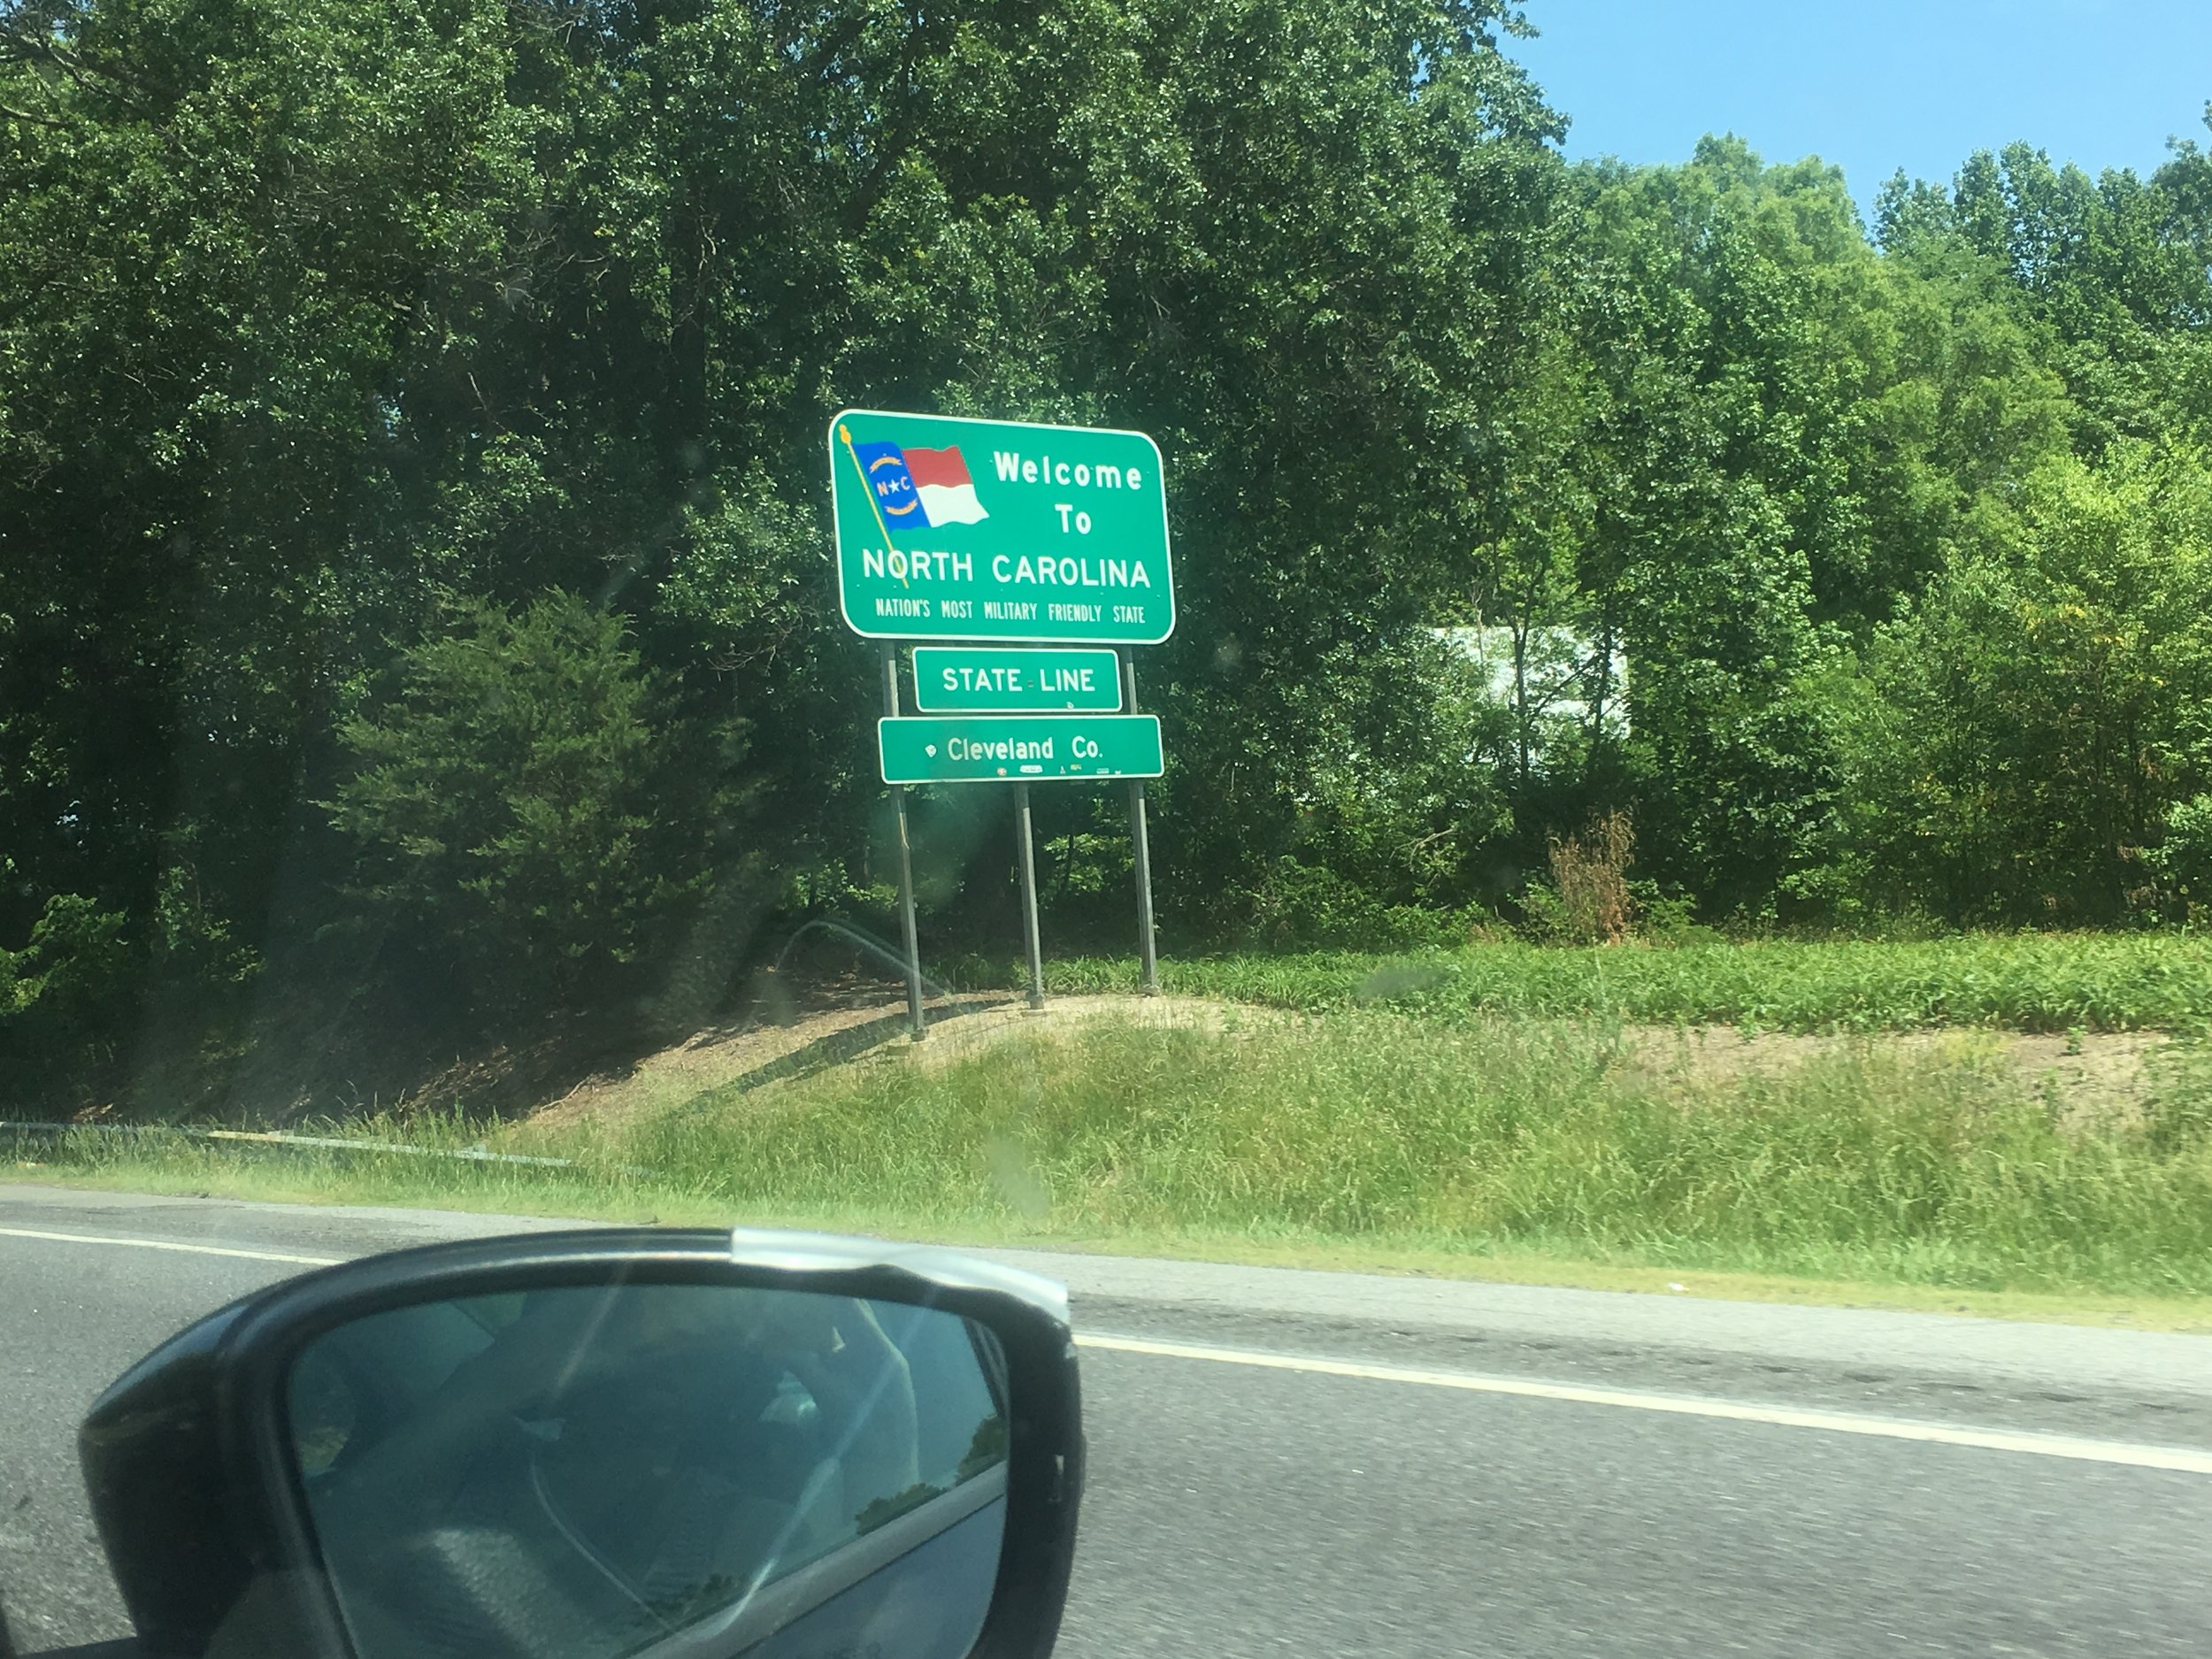 N★C
Welcome
To
NORTH CAROLINA
NATION'S MOST MILITARY FRIENDLY STATE
STATE LINE
Cleveland Co.